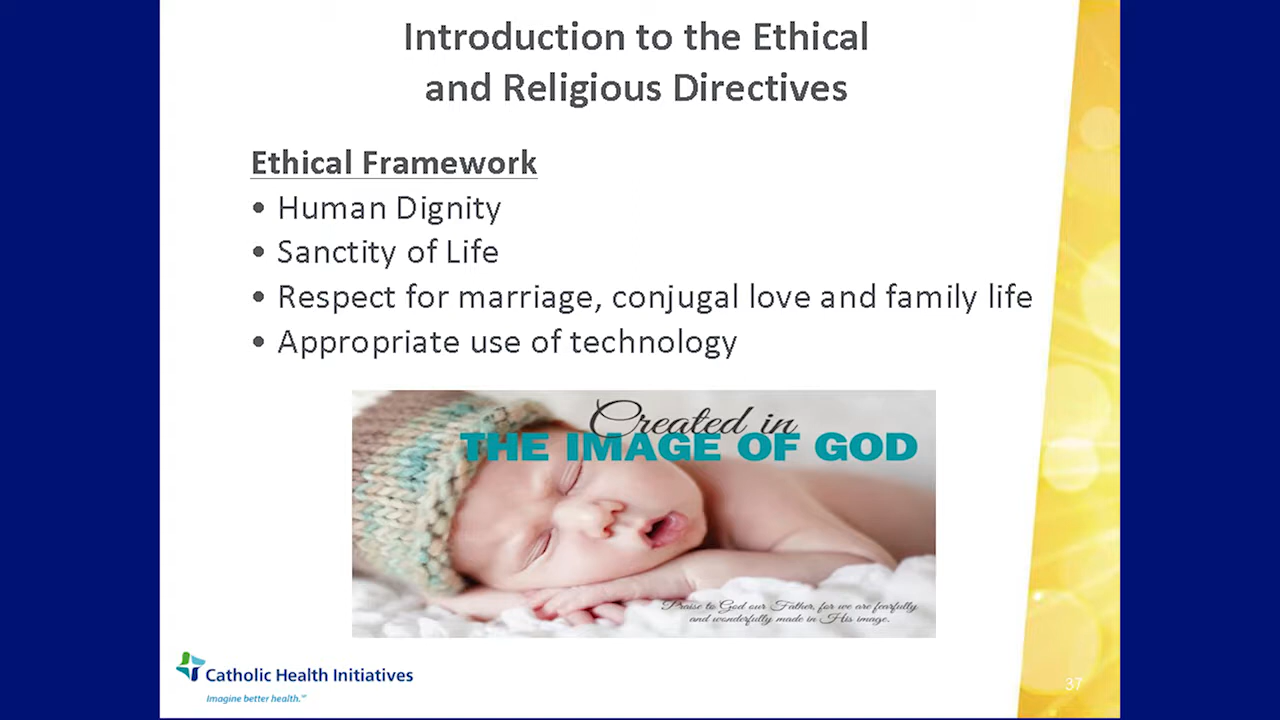 Introduction to the Ethical
and Religious Directives
Ethical Framework
• Human Dignity
• Sanctity of Life
• Respect for marriage, conjugal love and family life
• Appropriate use of technology
Created in
THE IMAGE OF GOD
Praise to God our Father, for we are fearfully
and wonderfully made in His image.
Catholic Health Initiatives
Imagine better health.℠
37